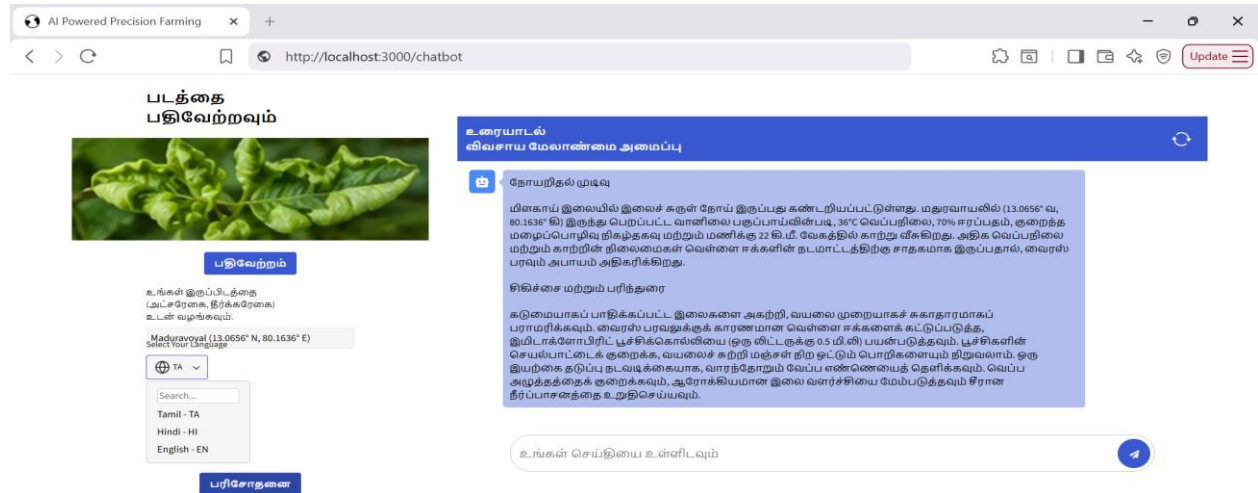 AI Powered Precision Farming
http://localhost:3000/chatbot
Update
படத்தை
பதிவேற்றவும்
பதிவேற்றம்
உங்கள் இருப்பிடத்தை
(அட்சரேகை, தீர்க்கரேகை)
உடன் வழங்கவும்.
Maduravoyal (13.0656° N, 80.1636° E)
Select Your Language
TA
Search...
Tamil - TA
Hindi - HI
English - EN
பரிசோதனை
உரையாடல்
விவசாய மேலாண்மை அமைப்பு
நோயறிதல் முடிவு
மிளகாய் இலையில் இலைச் சுருள் நோய் இருப்பது கண்டறியப்பட்டுள்ளது. மதுரவாயலில் (13.0656° வ,
80.1636° கி) இருந்து பெறப்பட்ட வானிலை பகுப்பாய்வின்படி, 36°C வெப்பநிலை, 70% ஈரப்பதம், குறைந்த
மழைப்பொழிவு நிகழ்தகவு மற்றும் மணிக்கு 22 கி.மீ. வேகத்தில் காற்று வீசுகிறது. அதிக வெப்பநிலை
மற்றும் காற்றின் நிலைமைகள் வெள்ளை ஈக்களின் நடமாட்டத்திற்கு சாதகமாக இருப்பதால், வைரஸ்
பரவும் அபாயம் அதிகரிக்கிறது.
சிகிச்சை மற்றும் பரிந்துரை
கடுமையாகப் பாதிக்கப்பட்ட இலைகளை அகற்றி, வயலை முறையாகச் சுகாதாரமாகப்
பராமரிக்கவும். வைரஸ் பரவலுக்குக் காரணமான வெள்ளை ஈக்களைக் கட்டுப்படுத்த,
இமிடாக்ளோபிரிட் பூச்சிக்கொல்லியை (ஒரு லிட்டருக்கு 0.5 மி.லி) பயன்படுத்தவும். பூச்சிகளின்
செயல்பாட்டைக் குறைக்க, வயலைச் சுற்றி மஞ்சள் நிற ஒட்டும் பொறிகளையும் நிறுவலாம். ஒரு
இயற்கை தடுப்பு நடவடிக்கையாக, வாரந்தோறும் வேப்ப எண்ணெயைத் தெளிக்கவும். வெப்ப
அழுத்தத்தைக் குறைக்கவும், ஆரோக்கியமான இலை வளர்ச்சியை மேம்படுத்தவும் சீரான
நீர்ப்பாசனத்தை உறுதிசெய்யவும்.
உங்கள் செய்தியை உள்ளிடவும்